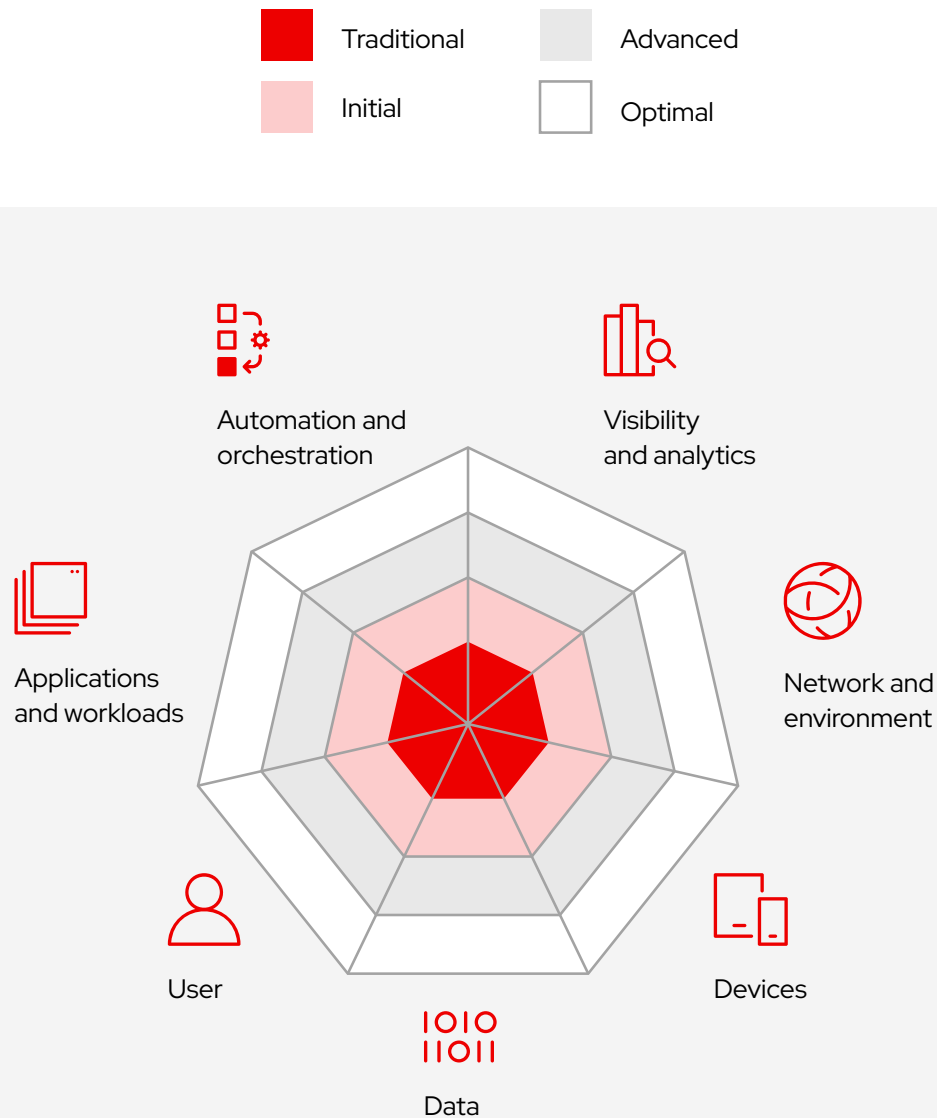 Traditional
Advanced
Initial
Optimal
Automation and
orchestration
Visibility
and analytics
Applications
and workloads
Network and
environment
User
Devices
1010
11011
Data